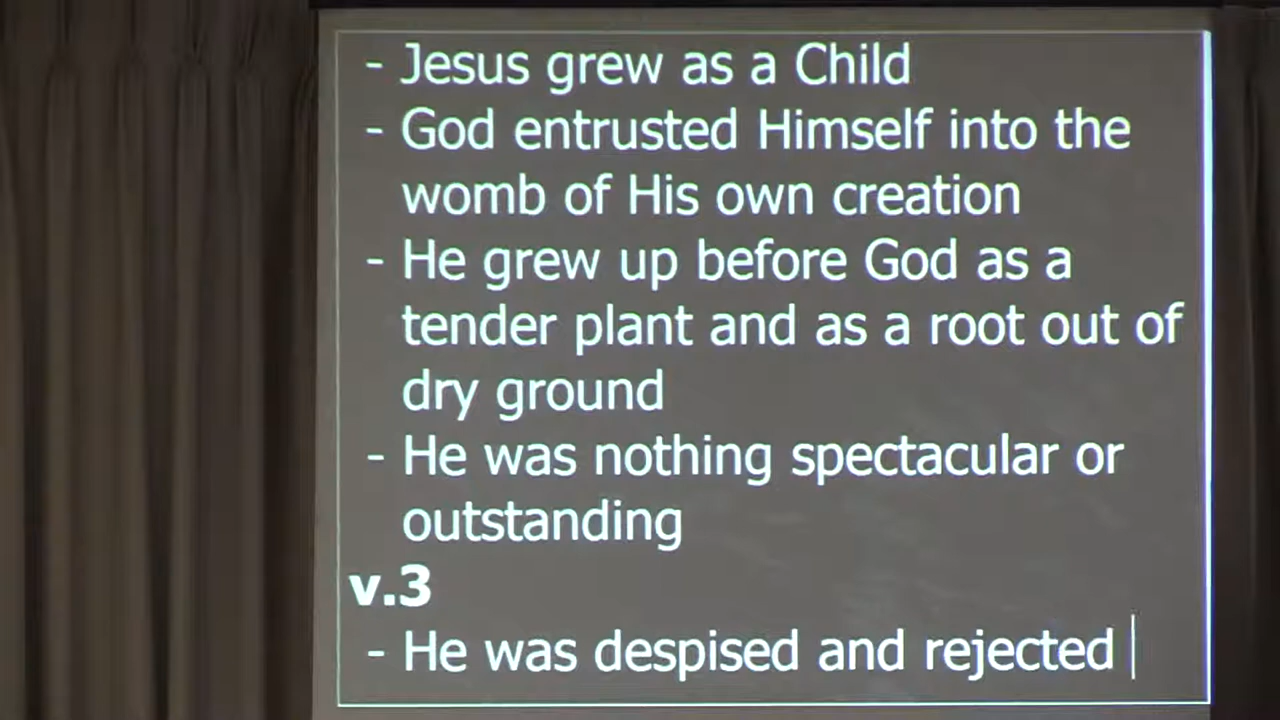 - Jesus grew as a Child
- God entrusted Himself into the
womb of His own creation
- He grew up before God as a
tender plant and as a root out of
dry ground
- He was nothing spectacular or
outstanding
v.3
- He was despised and rejected